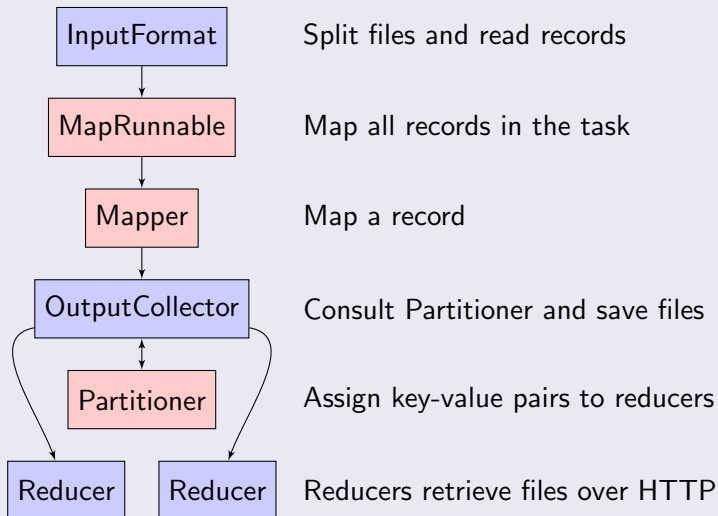 InputFormat Split files and read records
MapRunnable Map all records in the task
Mapper Map a record
OutputCollector Consult Partitioner and save files
Partitioner Assign key-value pairs to reducers
Reducer Reducer Reducers retrieve files over HTTP